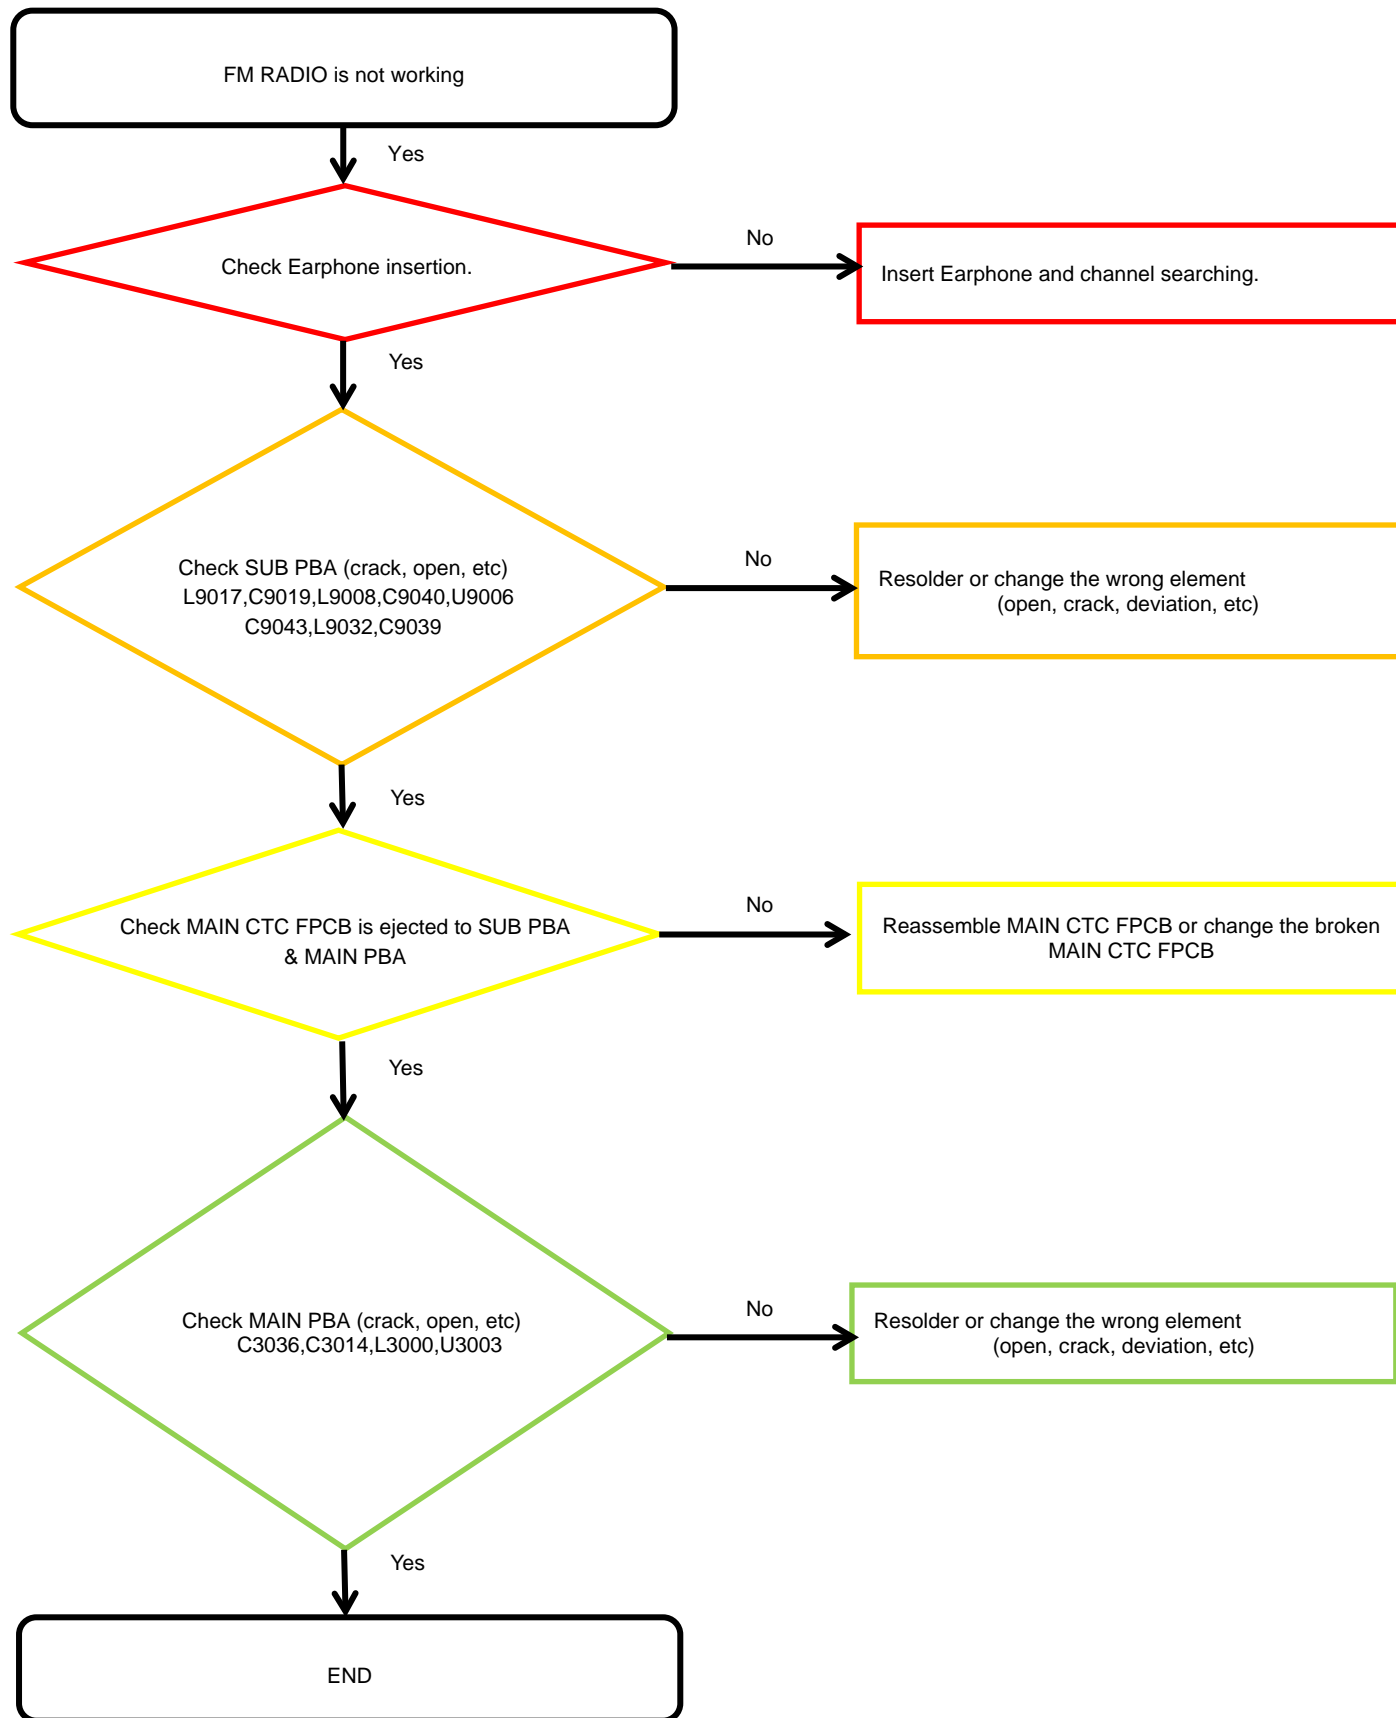 FM RADIO is not working
Yes
Check Earphone insertion.
No
Insert Earphone and channel searching.
Yes
Check SUB PBA (crack, open, etc)
L9017,C9019,L9008,C9040,U9006
C9043,L9032,C9039
No
Resolder or change the wrong element
(open, crack, deviation, etc)
Yes
Check MAIN CTC FPCB is ejected to SUB PBA
& MAIN PBA
No
Reassemble MAIN CTC FPCB or change the broken
MAIN CTC FPCB
Yes
Check MAIN PBA (crack, open, etc)
C3036,C3014,L3000,U3003
No
Resolder or change the wrong element
(open, crack, deviation, etc)
Yes
END